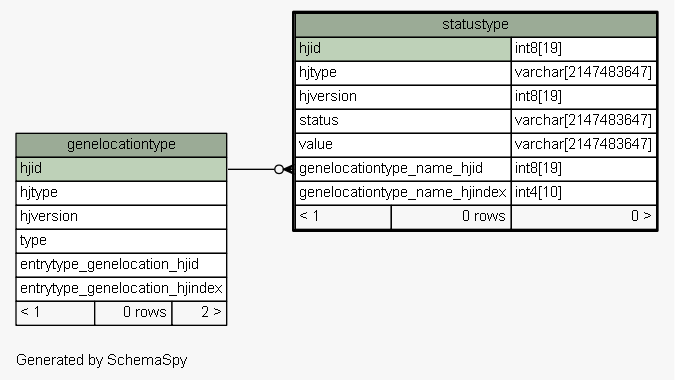 statustype
hjid int8[19]
hjtype varchar[2147483647]
hjversion int8[19]
status varchar[2147483647]
value varchar[2147483647]
genelocationtype_name_hjid int8[19]
genelocationtype_name_hjindex int4[10]
< 1 0 rows 0 >
genelocationtype
hjid
hjtype
hjversion
type
entrytype_genelocation_hjid
entrytype_genelocation_hjindex
< 1 0 rows 2 >
Generated by SchemaSpy